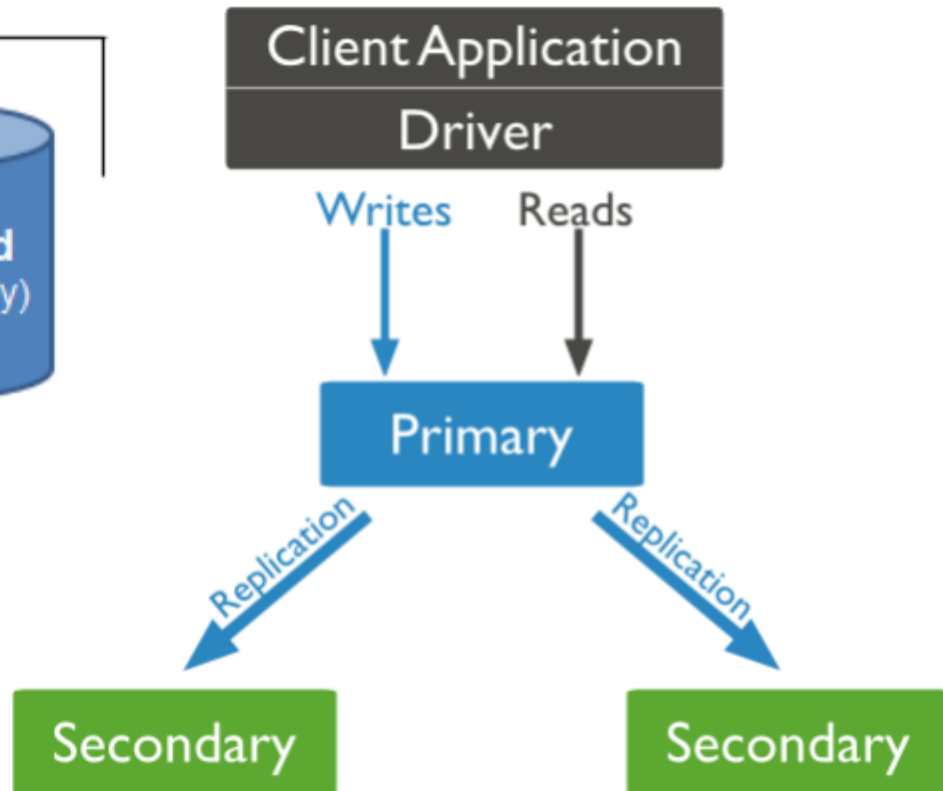 Client Application
Driver
Writes Reads
y)
Primary
Replication Replication
Secondary Secondary